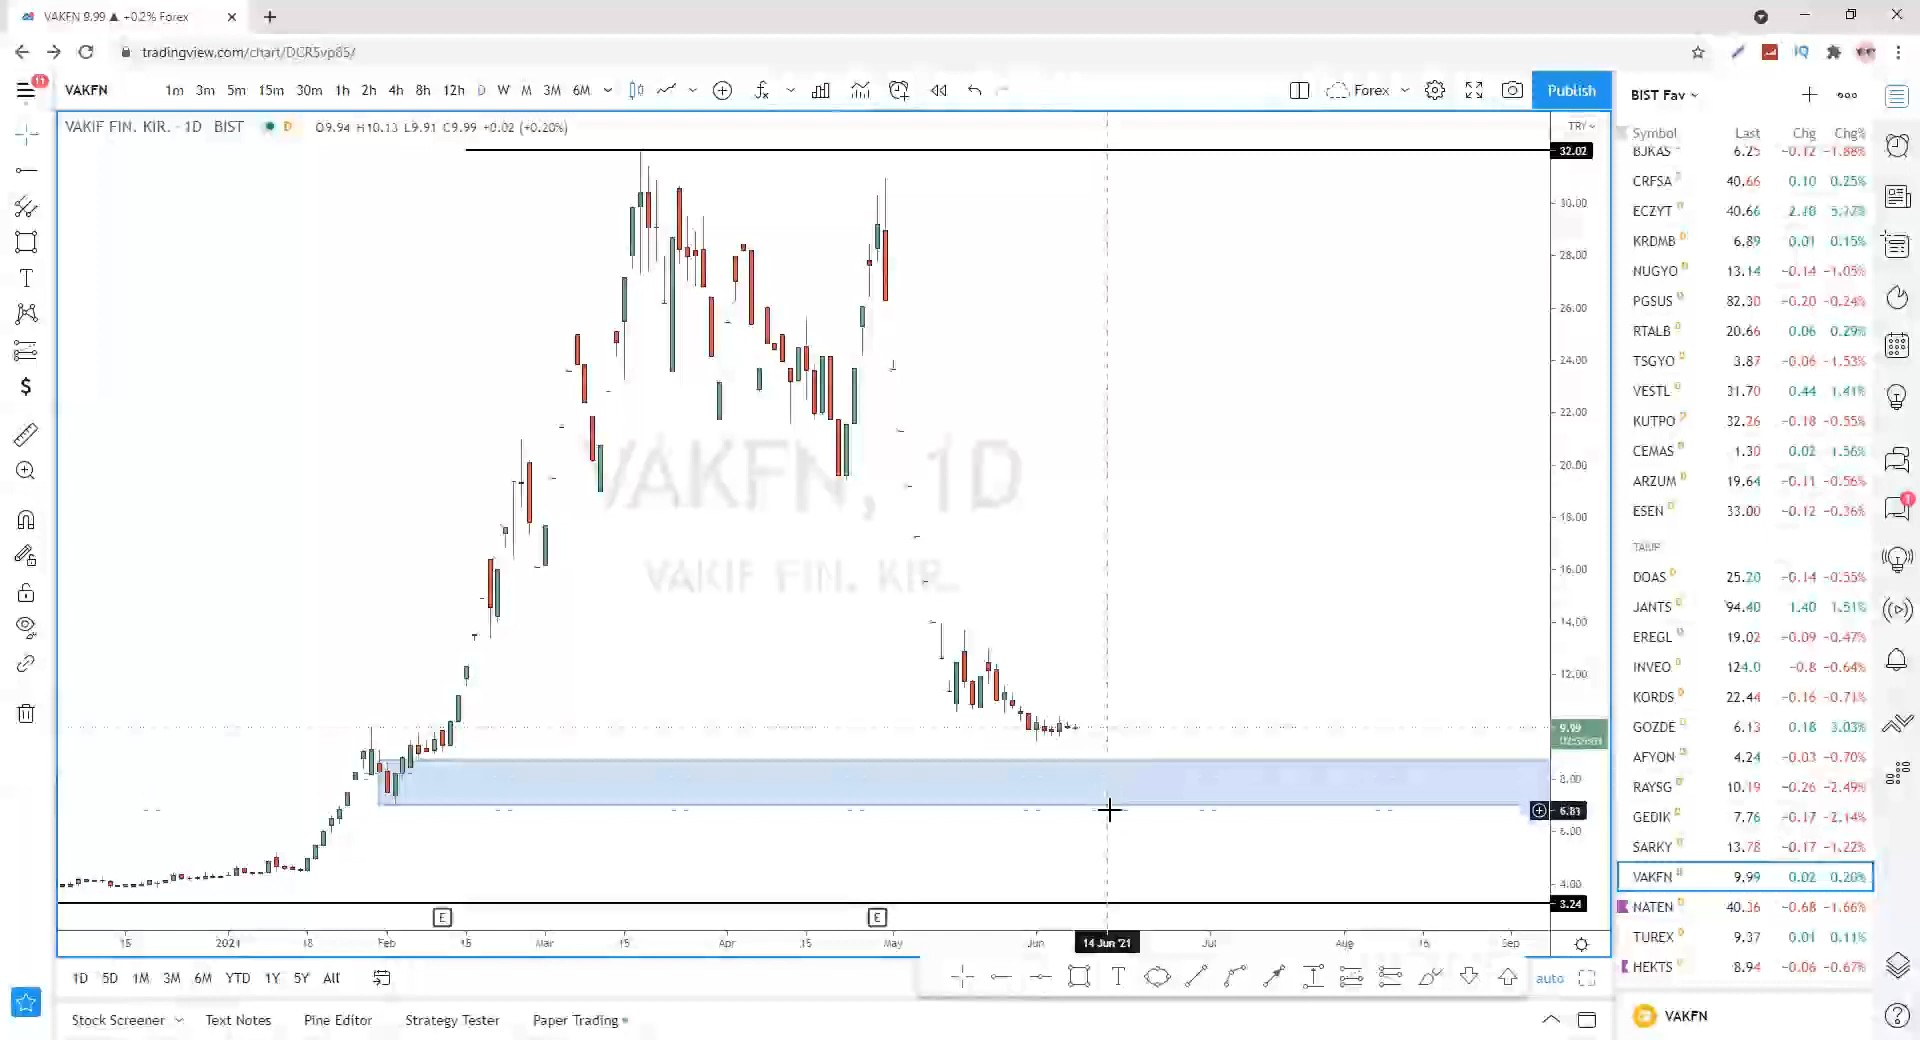 VAKFN 9.99 ▲ +0.2% Forex
tradingview.com/chart/DCR5vp85/
11
VAKFN 1m 3m 5m 15m 30m 1h 2h 4h 8h 12h D W M 3M 6M Forex Publish
VAKIF FIN. KIR. · 1D BIST D O9.94 H10.13 L9.91 C9.99 +0.02 (+0.20%)
TRY
32.02
30.00
28.00
26.00
24.00
22.00
20.00
18.00
16.00
14.00
12.00
9.99
8.00
6.83
6.00
4.00
3.24
VAKFN, 1D
VAKIF FIN. KIR.
E E
15 2021 18 Feb 15 Mar 15 Apr 15 May Jun 14 Jun '21 Jul Aug 16 Sep
1D 5D 1M 3M 6M YTD 1Y 5Y All
T
auto
Stock Screener Text Notes Pine Editor Strategy Tester Paper Trading
BIST Fav
Symbol Last Chg Chg%
BJKAS 6.25 −0.12 −1.88%
CRFSA 40.66 0.10 0.25%
ECZYT 40.66
KRDMB 6.89 0.01 0.15%
NUGYO 13.14 −0.14 −1.05%
PGSUS 82.30 −0.20 −0.24%
RTALB 20.66 0.06 0.29%
TSGYO 3.87 −0.06 −1.53%
VESTL 31.70 0.44 1.41%
KUTPO 32.26 −0.18 −0.55%
CEMAS 1.30 0.02 1.56%
ARZUM 19.64 −0.11 −0.56%
ESEN 33.00 −0.12 −0.36%
DOAS 25.20 −0.14 −0.55%
JANTS 94.40 1.40 1.51%
EREGL 19.02 −0.09 −0.47%
INVEO 124.0 −0.8 −0.64%
KORDS 22.44 −0.16 −0.71%
GOZDE 6.13 0.18 3.03%
AFYON 4.24 −0.03 −0.70%
RAYSG 10.19 −0.26 −2.49%
GEDIK 7.76 −0.17 −2.14%
SARKY 13.78 −0.17 −1.22%
VAKFN 9.99 0.02 0.20%
NATEN 40.36 −0.68 −1.66%
TUREX 9.37 0.01 0.11%
HEKTS 8.94 −0.06 −0.67%
VAKFN
1